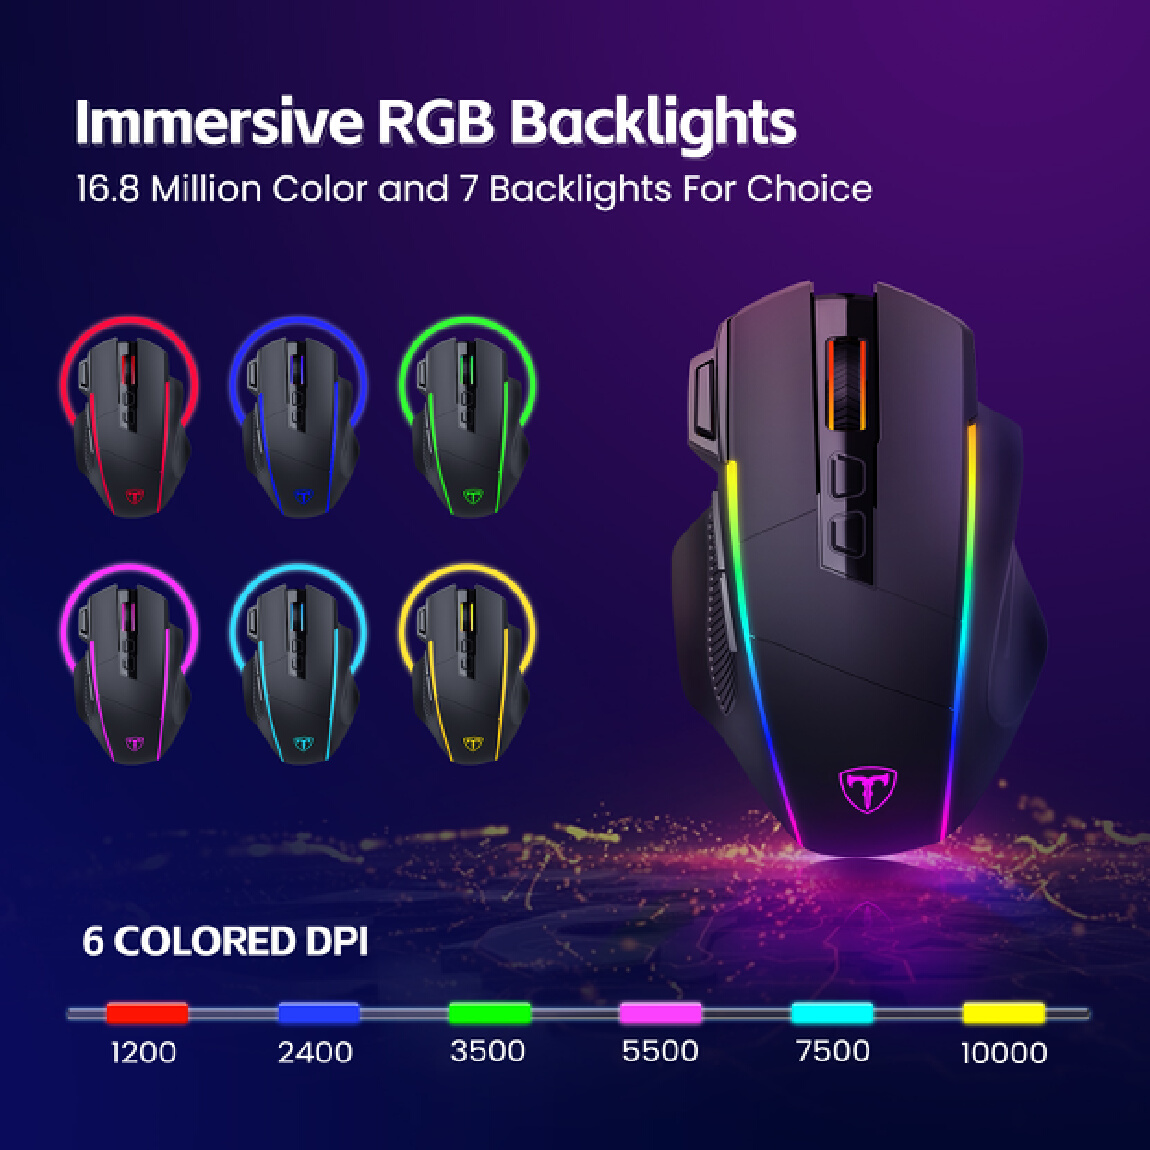 Immersive RGB Backlights
16.8 Million Color and 7 Backlights For Choice
6 COLORED DPI
1200 2400 3500 5500 7500 10000